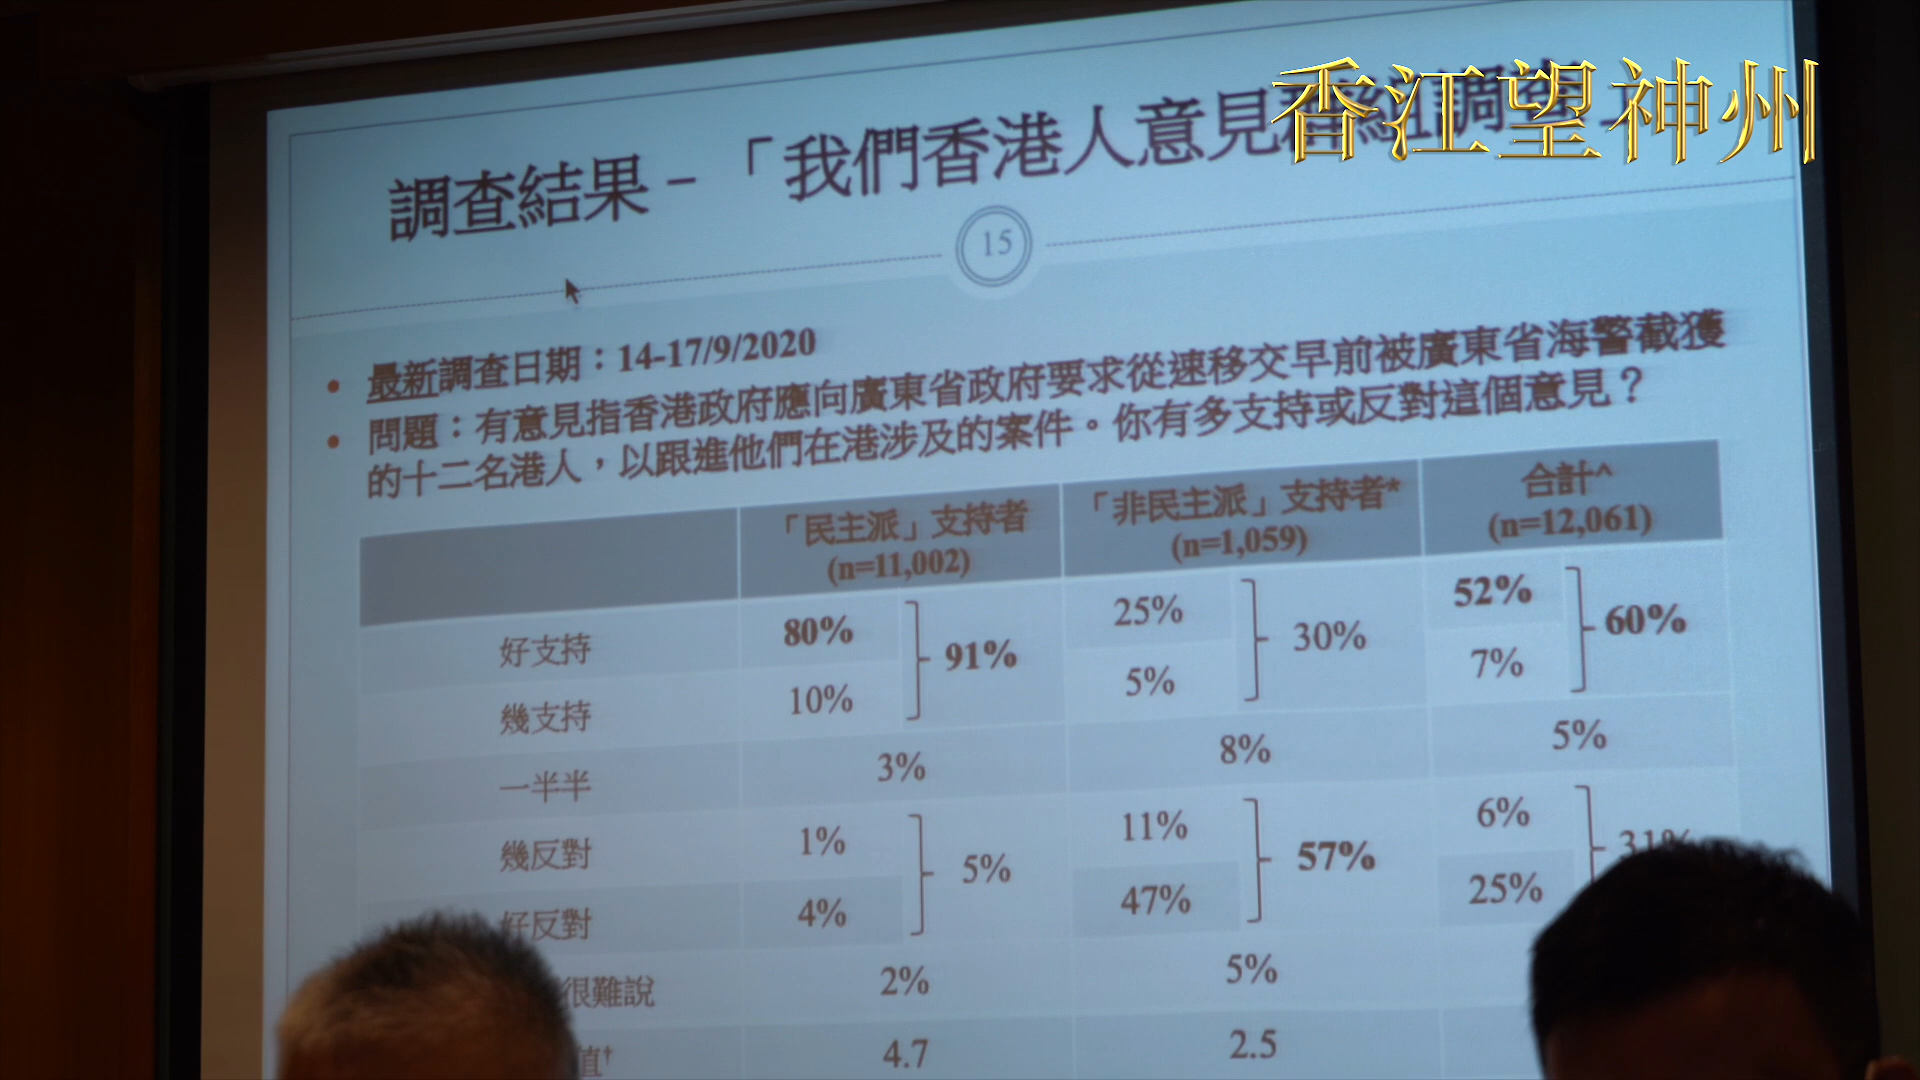 香江望神州
調查結果 –「我們香港人意見群組調查」
15
• 最新調查日期：14-17/9/2020
• 問題：有意見指香港政府應向廣東省政府要求從速移交早前被廣東省海警截獲
的十二名港人，以跟進他們在港涉及的案件。你有多支持或反對這個意見？
「民主派」支持者 「非民主派」支持者* 合計^
(n=11,002) (n=1,059) (n=12,061)
好支持 80% 91% 25% 30% 52% 60%
幾支持 10% 5% 7%
一半半 3% 8% 5%
幾反對 1% 5% 11% 57% 6% 31%
好反對 4% 47% 25%
很難說 2% 5%
值† 4.7 2.5